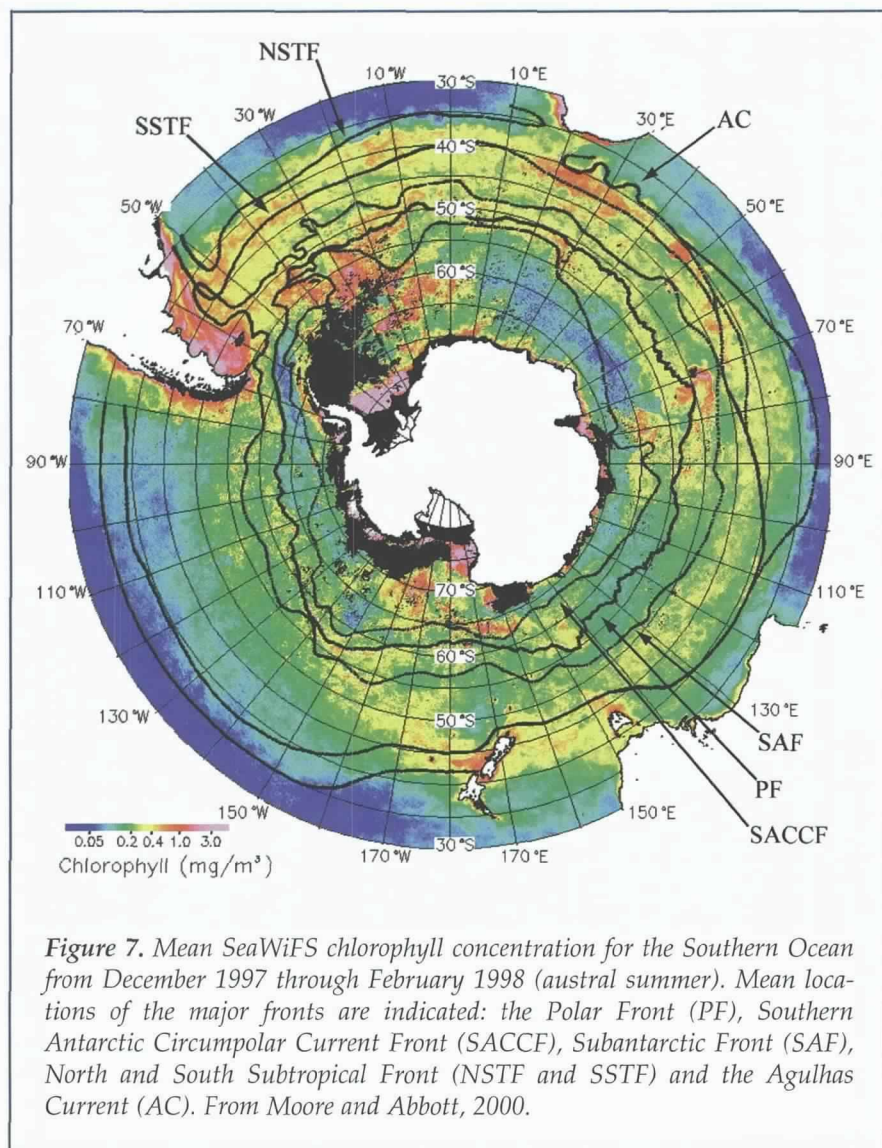 NSTF
10°W
30°S
10°E
SSTF
30°W
30°E
AC
40°S
50°W
50°S
50°E
60°S
70°W
70°E
90°W
90°E
110°W
70°S
110°E
60°S
130°W
50°S
130°E
SAF
PF
150°W
150°E
SACCF
170°W
30°S
170°E
0.05 0.2 0.4 1.0 3.0
Chlorophyll (mg/m³)
Figure 7. Mean SeaWiFS chlorophyll concentration for the Southern Ocean
from December 1997 through February 1998 (austral summer). Mean loca-
tions of the major fronts are indicated: the Polar Front (PF), Southern
Antarctic Circumpolar Current Front (SACCF), Subantarctic Front (SAF),
North and South Subtropical Front (NSTF and SSTF) and the Agulhas
Current (AC). From Moore and Abbott, 2000.